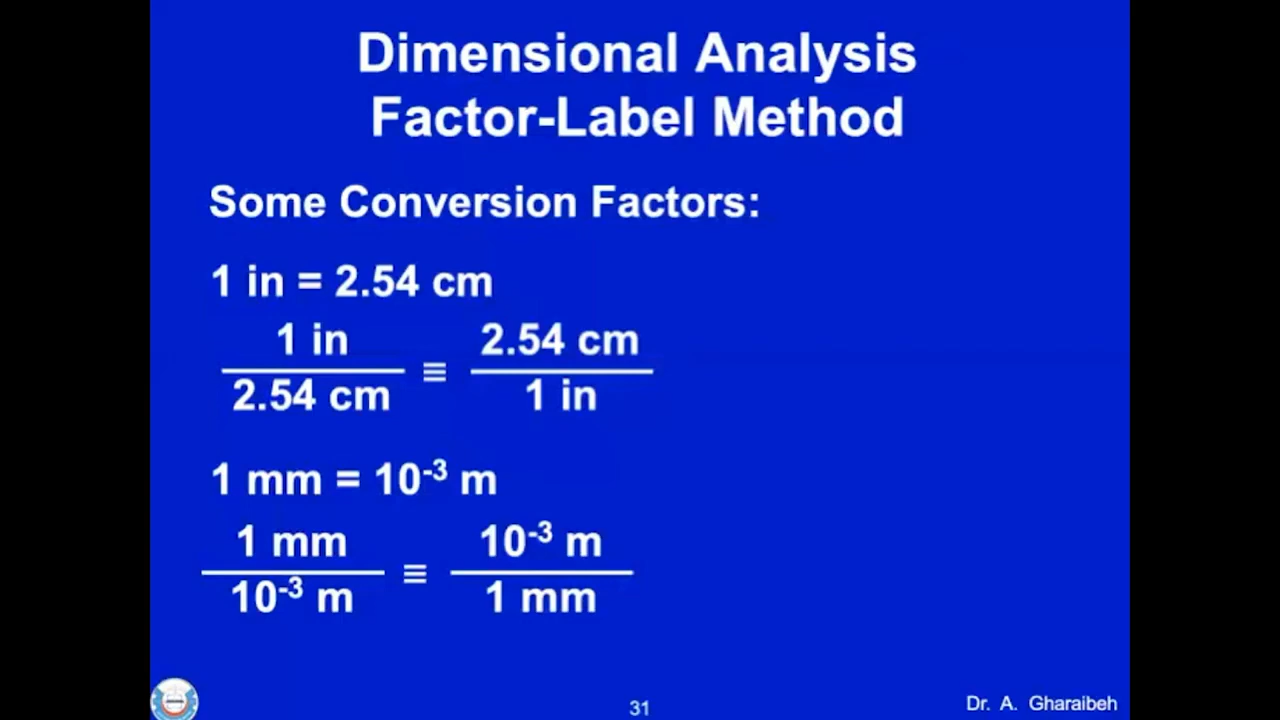 Dimensional Analysis
Factor-Label Method
Some Conversion Factors:
1 in = 2.54 cm
1 in
2.54 cm
≡
2.54 cm
1 in
1 mm = 10⁻³ m
1 mm
10⁻³ m
≡
10⁻³ m
1 mm
31
Dr. A. Gharaibeh